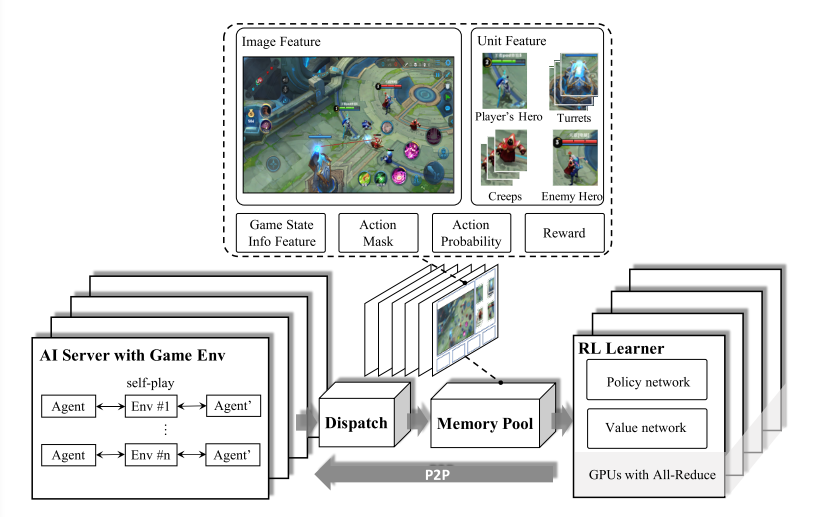 Image Feature
Unit Feature
Player's Hero
Turrets
Creeps
Enemy Hero
Game State
Info Feature
Action
Mask
Action
Probability
Reward
AI Server with Game Env
self-play
Agent
Env #1
Agent'
⋮
Agent
Env #n
Agent'
Dispatch
Memory Pool
RL Learner
Policy network
Value network
GPUs with All-Reduce
P2P